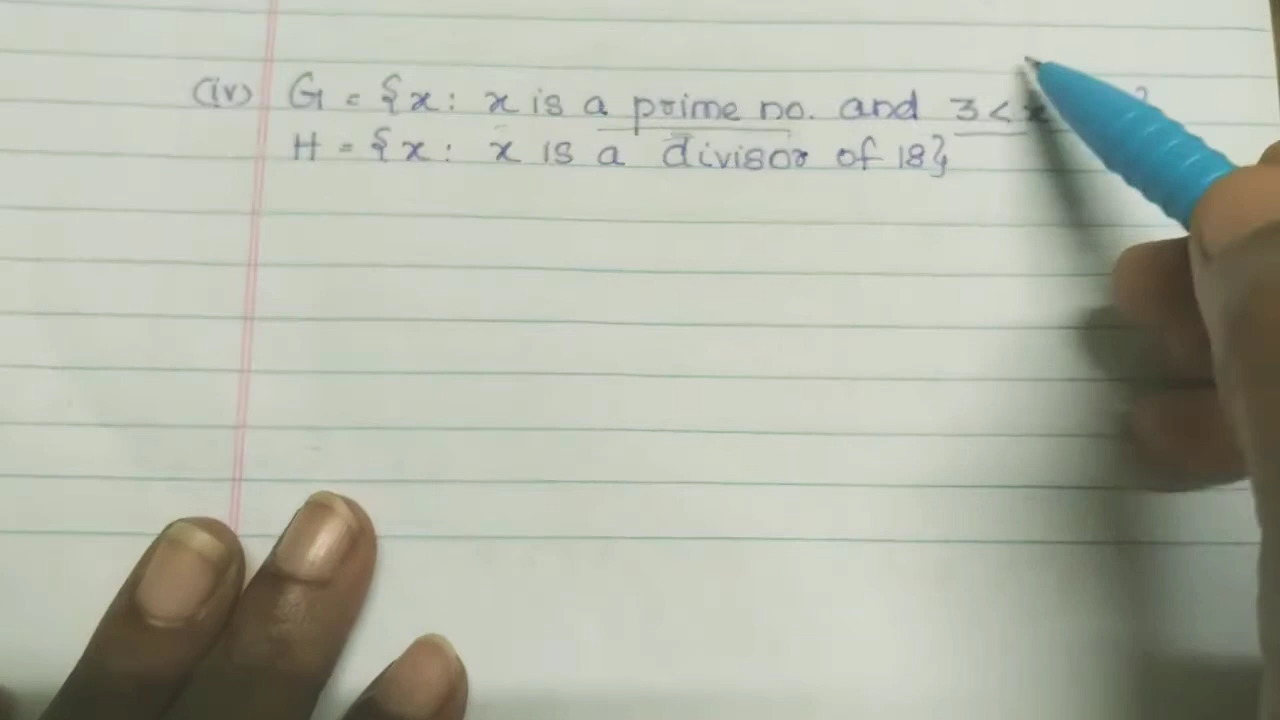 (iv) G = {x : x is a prime no. and 3 <
H = {x : x is a divisor of 18}